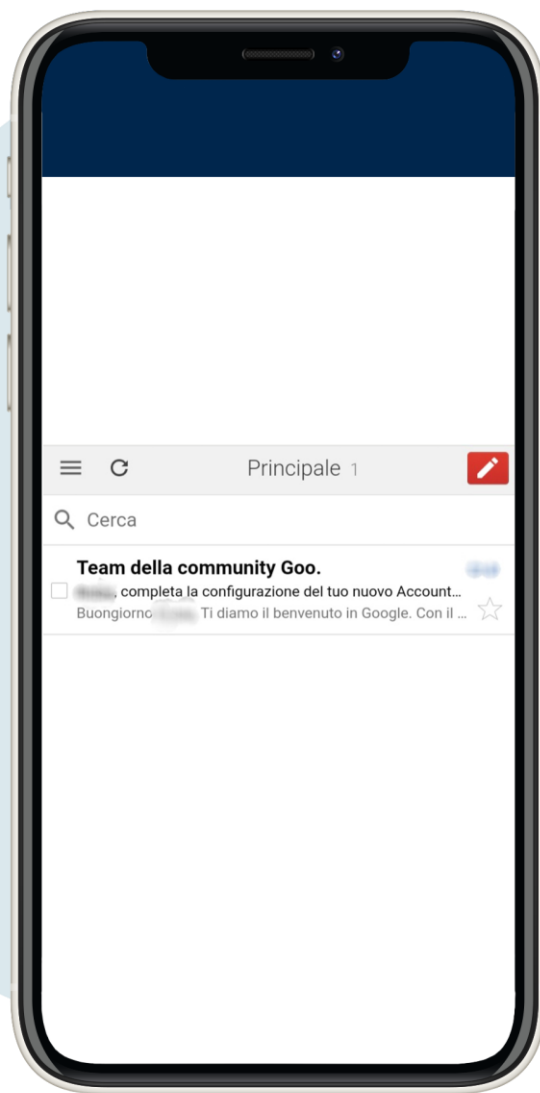 Principale 1
Cerca
Team della community Goo.
, completa la configurazione del tuo nuovo Account...
Buongiorno Ti diamo il benvenuto in Google. Con il ...